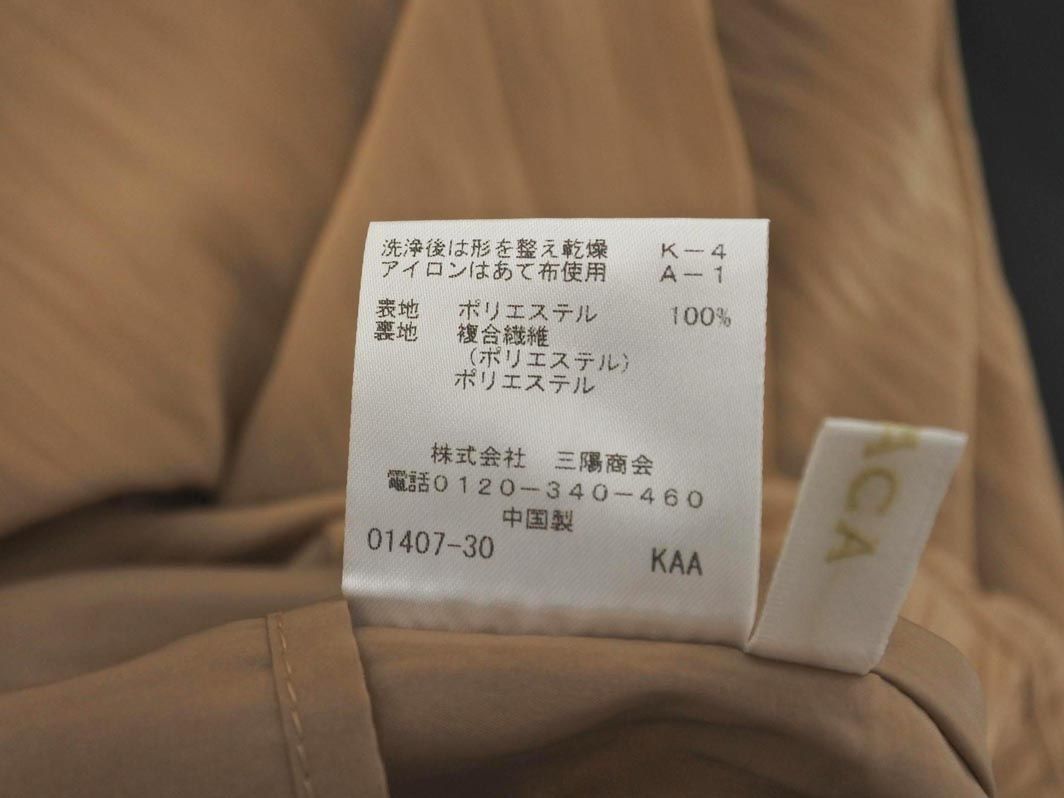 洗浄後は形を整え乾燥 K-4
アイロンはあて布使用 A-1
表地 ポリエステル 100%
裏地 複合繊維
(ポリエステル)
ポリエステル
株式会社 三陽商会
電話0120-340-460
中国製
01407-30 KAA
ACA